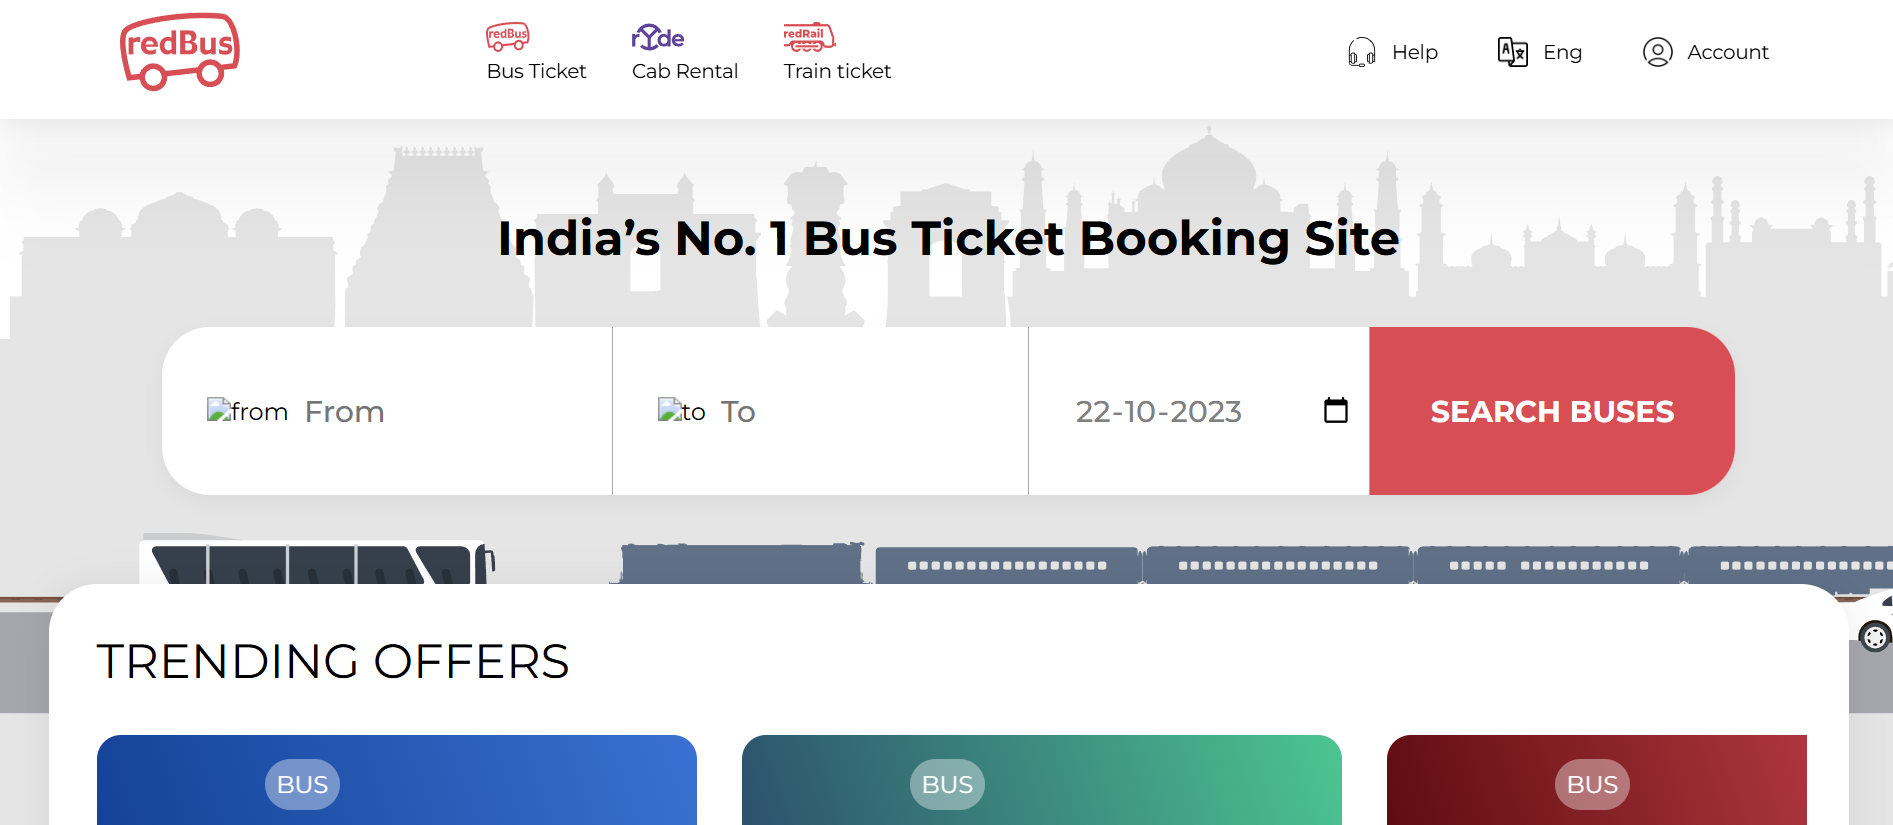 redBus
redBus
Bus Ticket
ryde
Cab Rental
redRail
Train ticket
Help
Eng
Account
India’s No. 1 Bus Ticket Booking Site
from From
to To
22-10-2023
SEARCH BUSES
TRENDING OFFERS
BUS
BUS
BUS